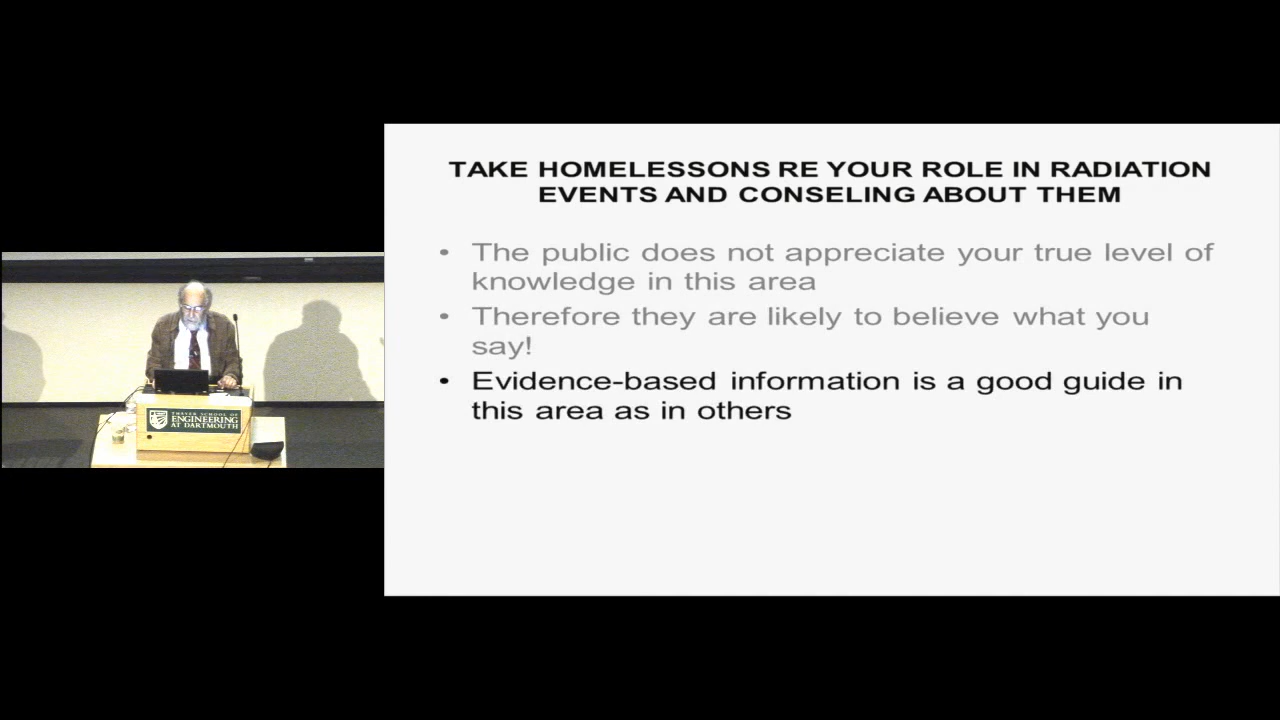 TAKE HOMELESSONS RE YOUR ROLE IN RADIATION
EVENTS AND CONSELING ABOUT THEM
• The public does not appreciate your true level of
knowledge in this area
• Therefore they are likely to believe what you
say!
• Evidence-based information is a good guide in
this area as in others
THAYER SCHOOL OF
ENGINEERING
AT DARTMOUTH